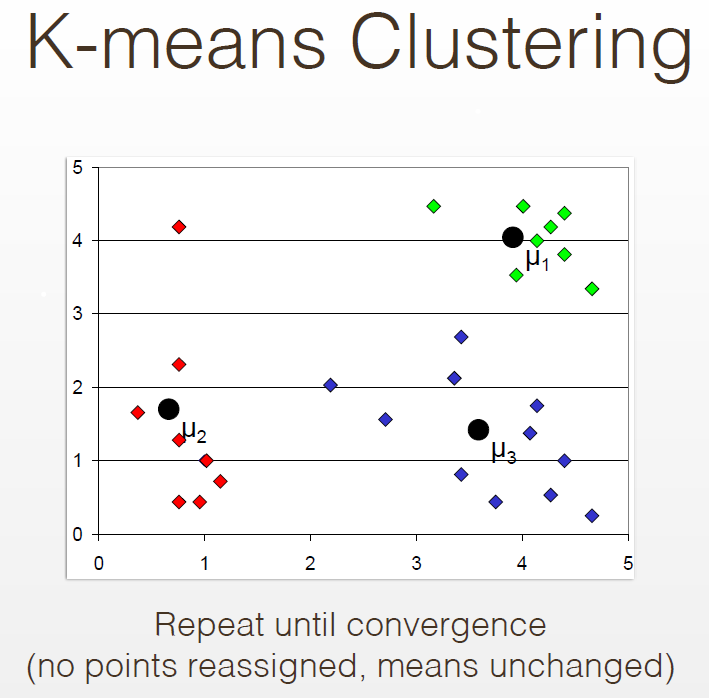 K-means Clustering
5
4
3
2
1
0
μ1
μ2
μ3
0 1 2 3 4 5
Repeat until convergence
(no points reassigned, means unchanged)